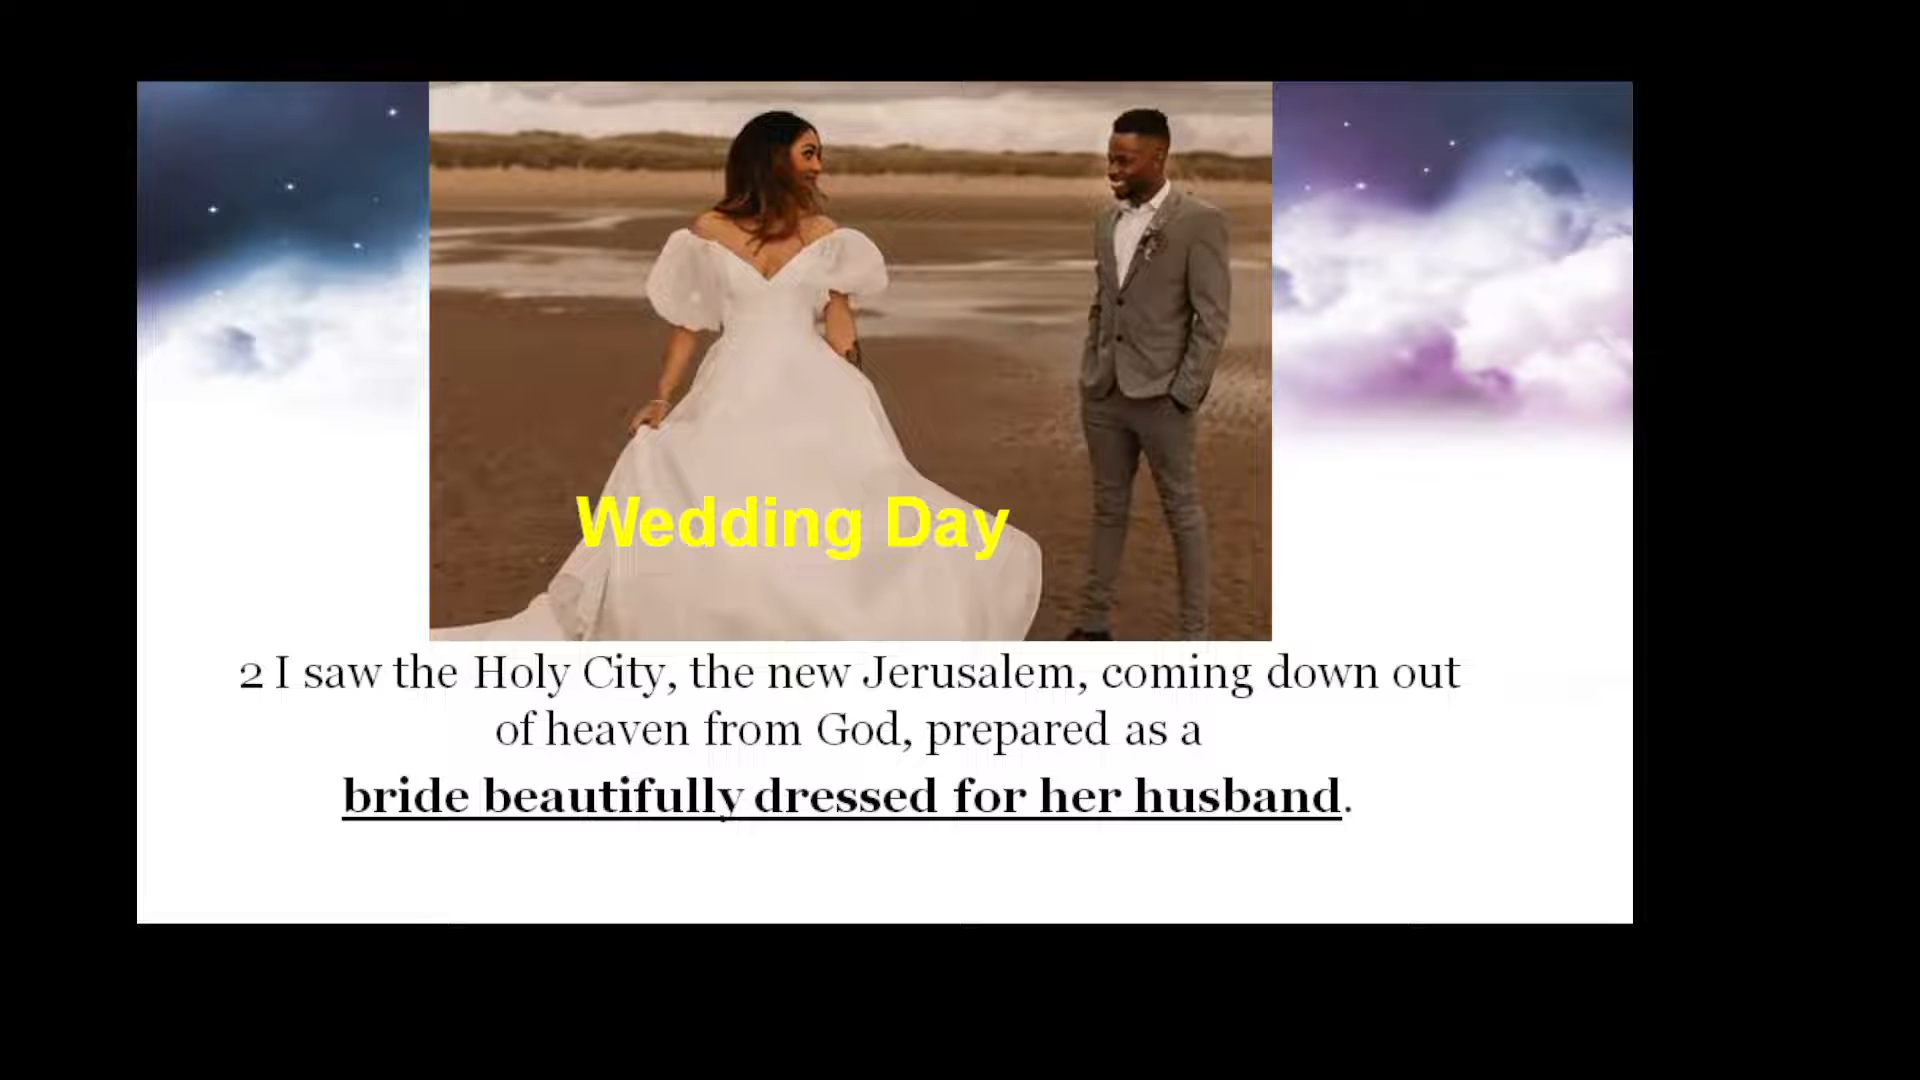 Wedding Day
2 I saw the Holy City, the new Jerusalem, coming down out
of heaven from God, prepared as a
bride beautifully dressed for her husband.